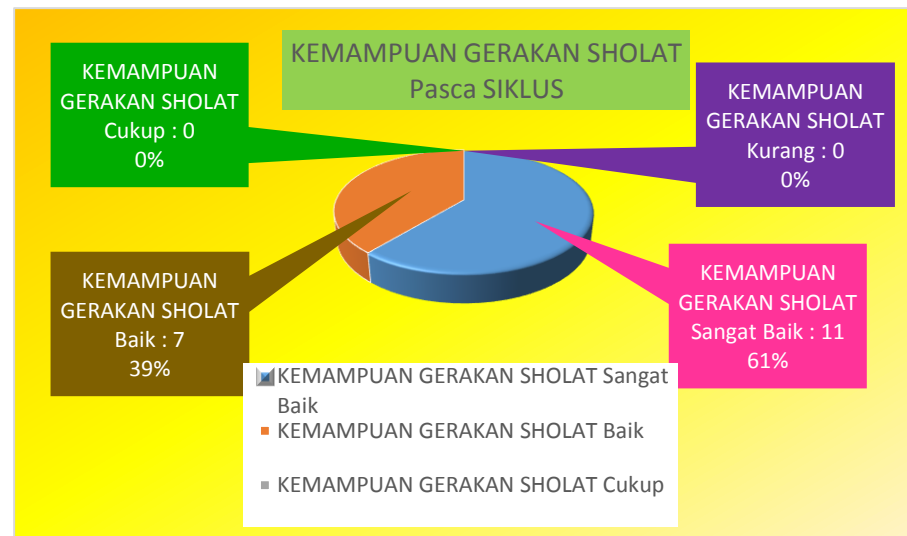 KEMAMPUAN GERAKAN SHOLAT
Pasca SIKLUS
KEMAMPUAN
GERAKAN SHOLAT
Cukup : 0
0%
KEMAMPUAN
GERAKAN SHOLAT
Kurang : 0
0%
KEMAMPUAN
GERAKAN SHOLAT
Baik : 7
39%
KEMAMPUAN
GERAKAN SHOLAT
Sangat Baik : 11
61%
KEMAMPUAN GERAKAN SHOLAT Sangat
Baik
KEMAMPUAN GERAKAN SHOLAT Baik
KEMAMPUAN GERAKAN SHOLAT Cukup